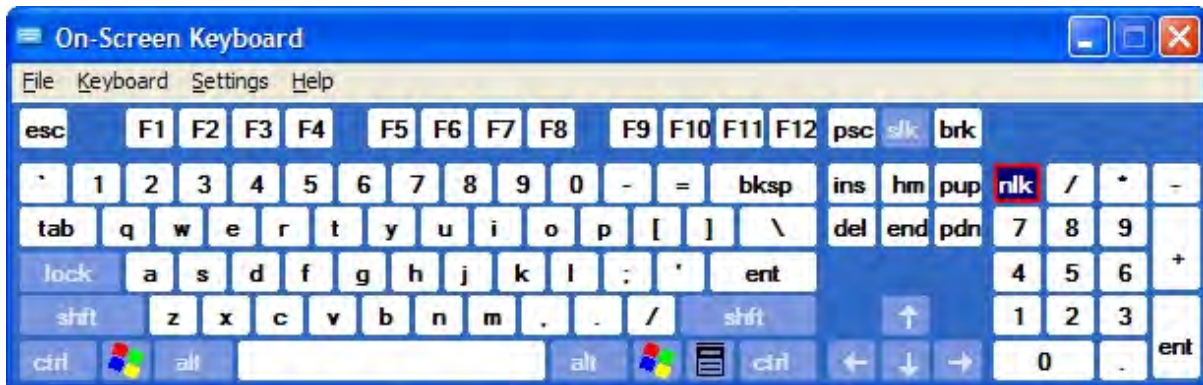 On-Screen Keyboard
File Keyboard Settings Help
esc F1 F2 F3 F4 F5 F6 F7 F8 F9 F10 F11 F12 psc slk brk
` 1 2 3 4 5 6 7 8 9 0 - = bksp ins hm pup nlk / * -
tab q w e r t y u i o p [ ] \ del end pdn 7 8 9 +
lock a s d f g h j k l ; ' ent 4 5 6
shft z x c v b n m , . / shft ↑ 1 2 3 ent
ctrl alt alt ctrl ← ↓ → 0 .